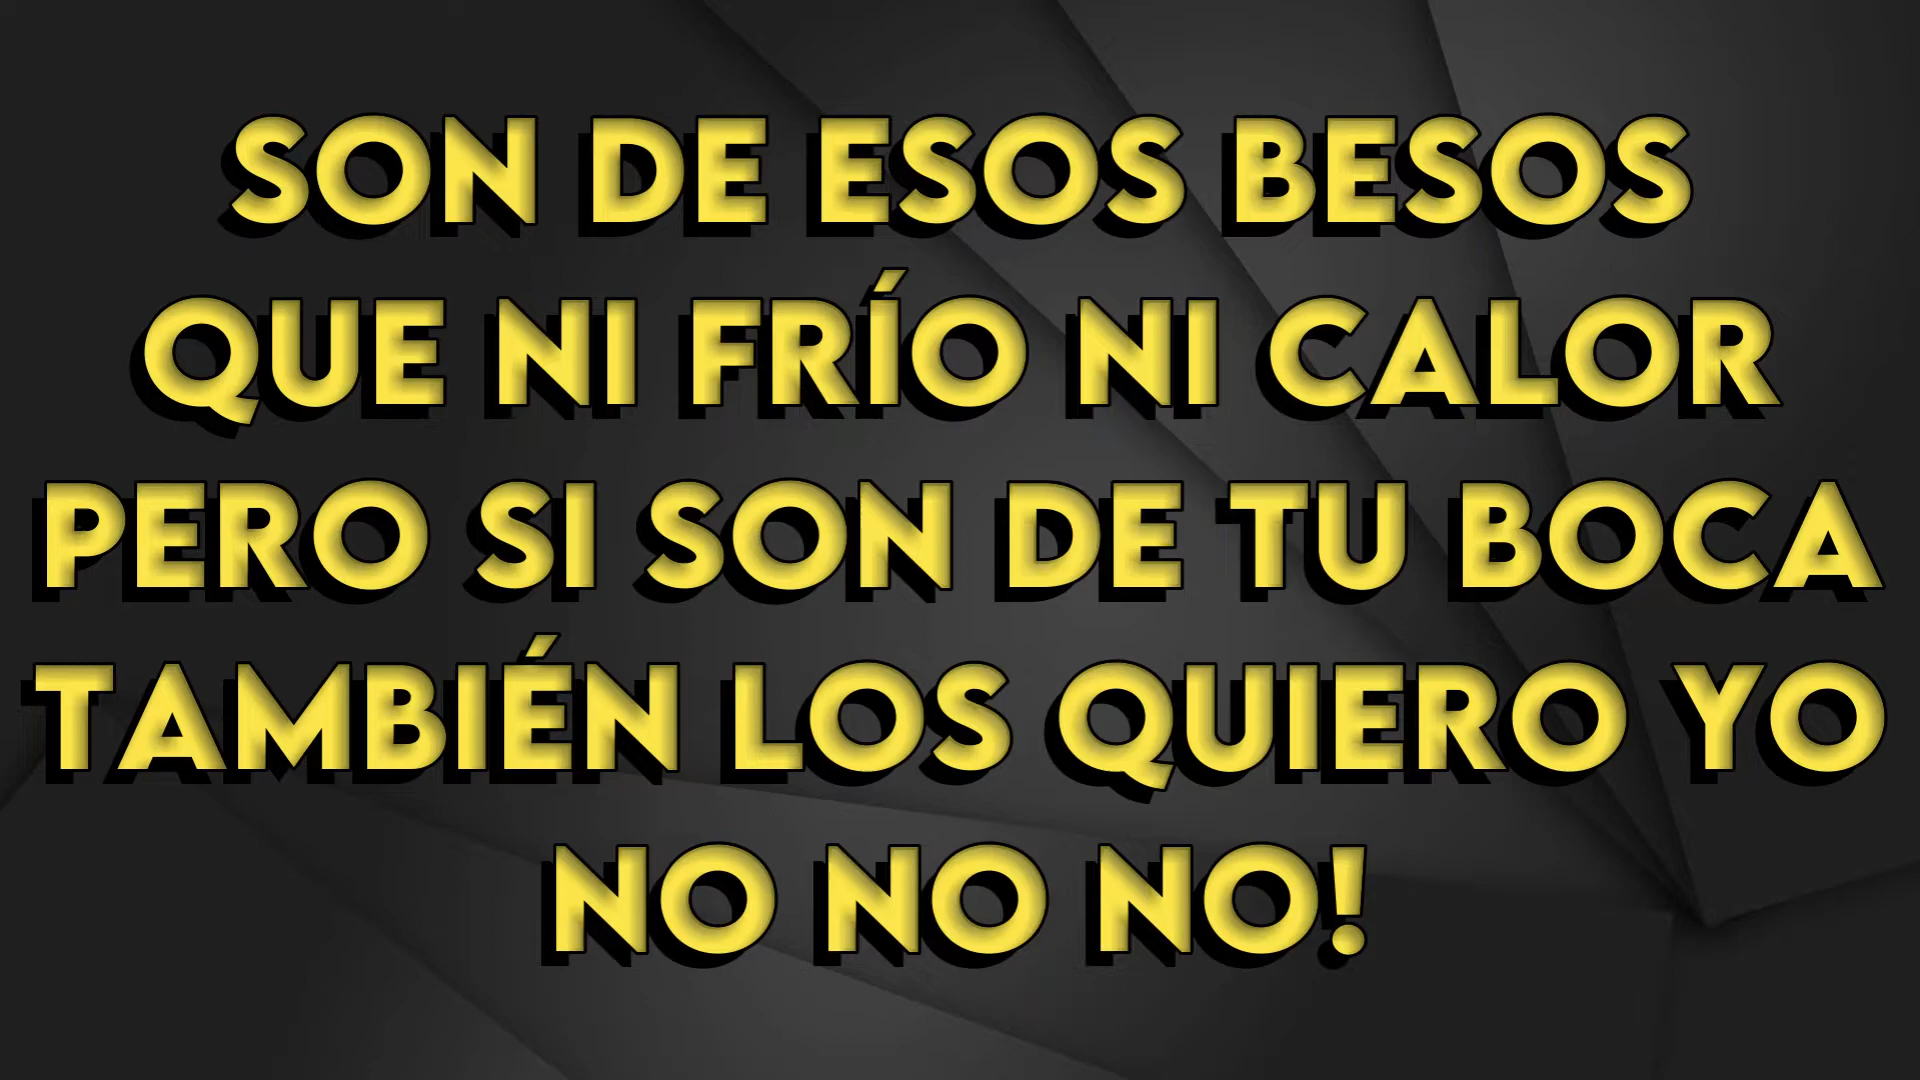 SON DE ESOS BESOS
QUE NI FRÍO NI CALOR
PERO SI SON DE TU BOCA
TAMBIÉN LOS QUIERO YO
NO NO NO!